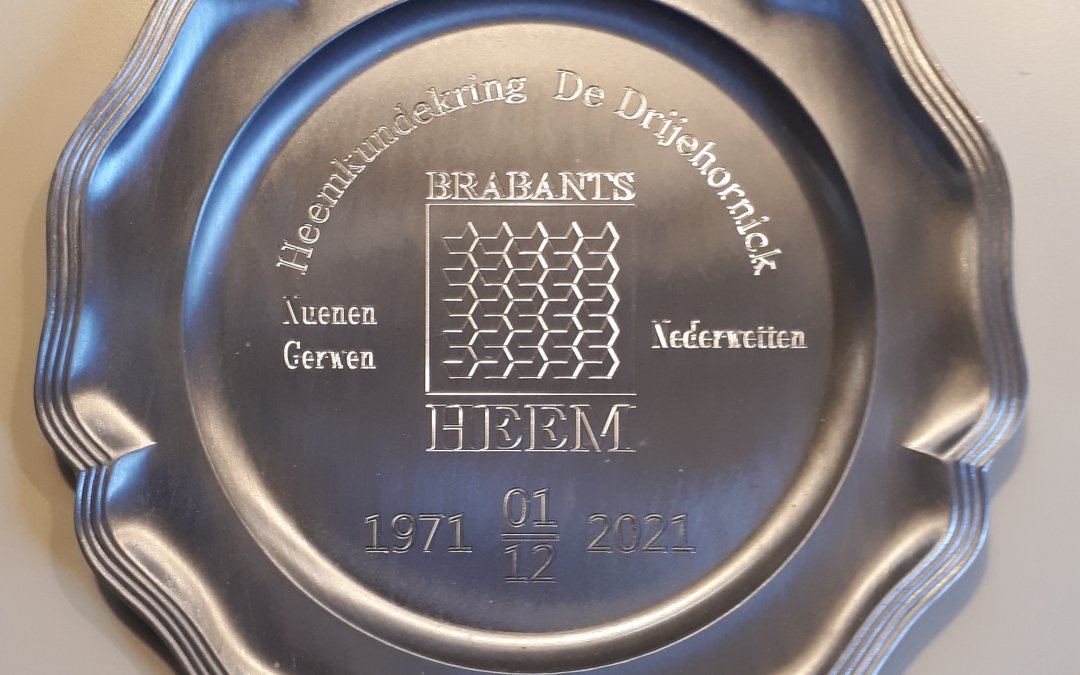 Heemkundekring De Drijehornick
BRABANTS
Nuenen
Gerwen
Nederwetten
HEEM
1971 01/12 2021